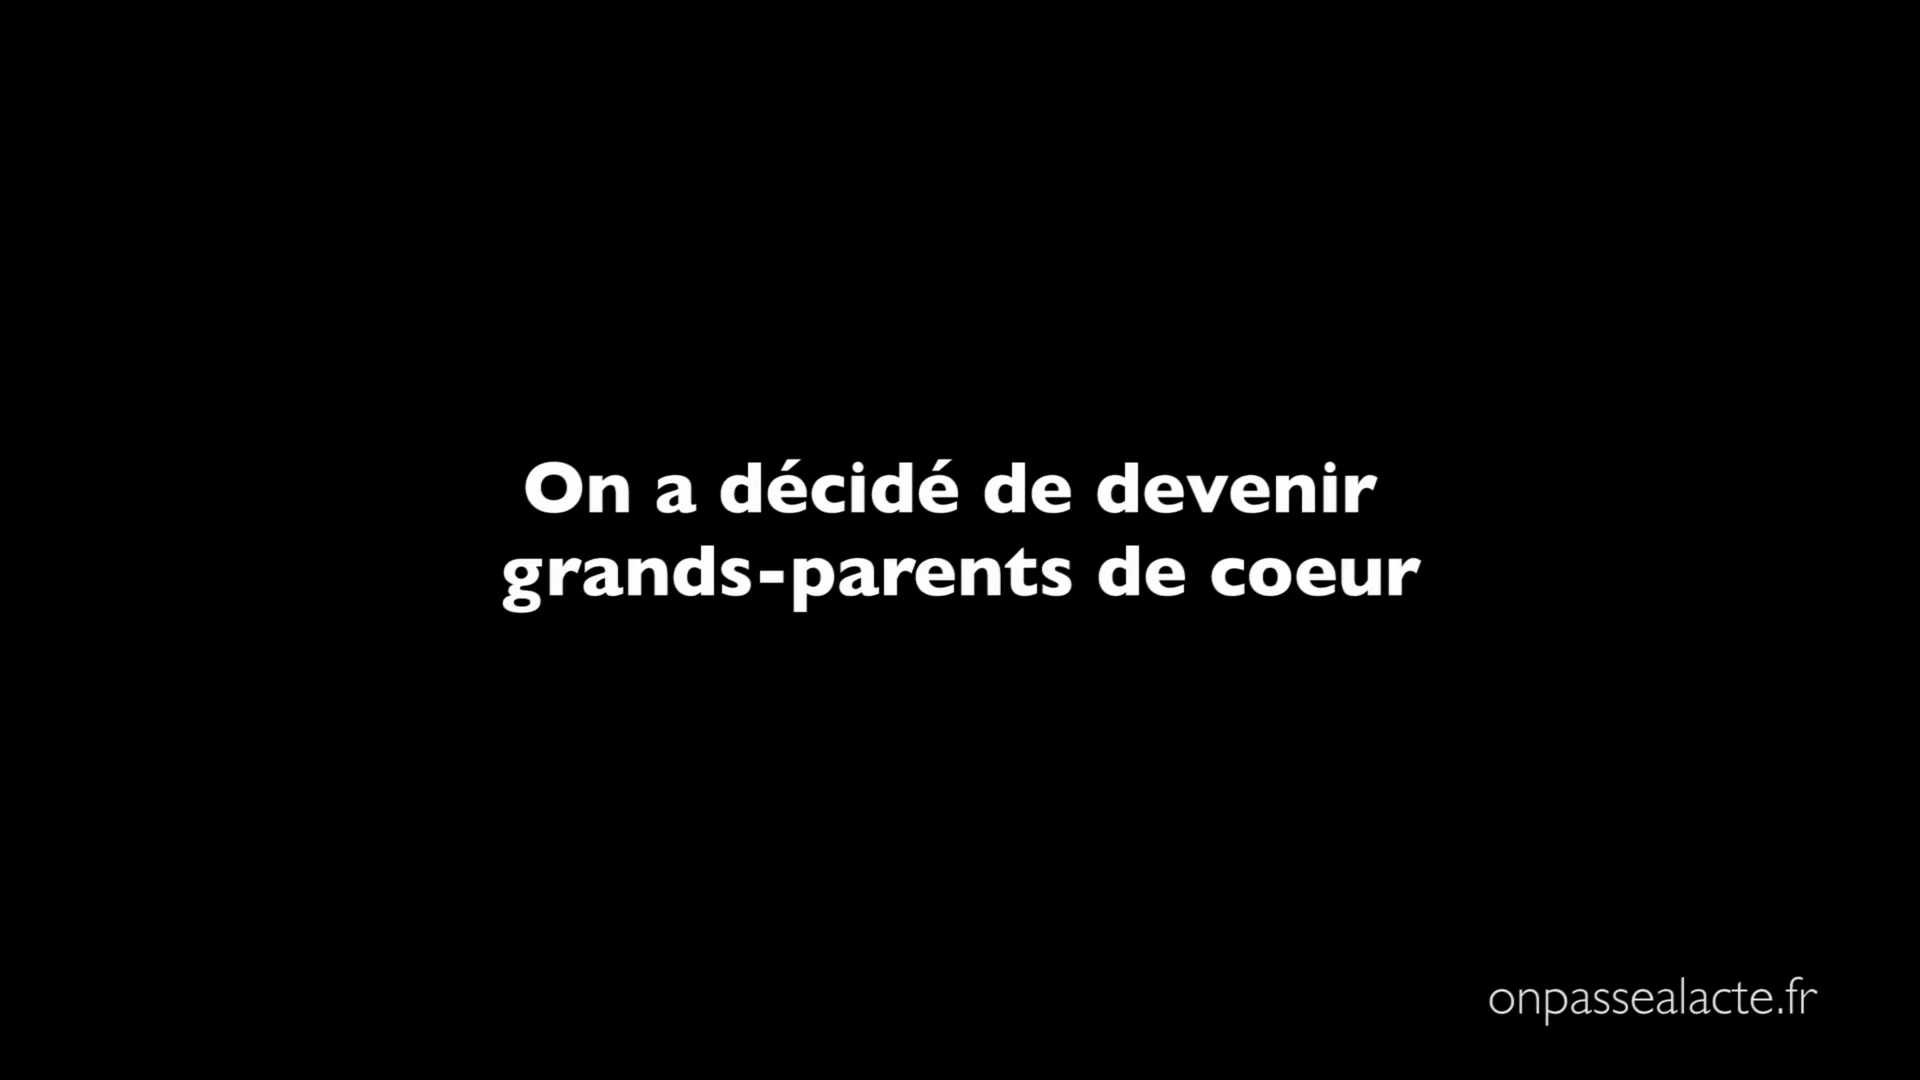 On a décidé de devenir
grands-parents de coeur
onpassealacte.fr